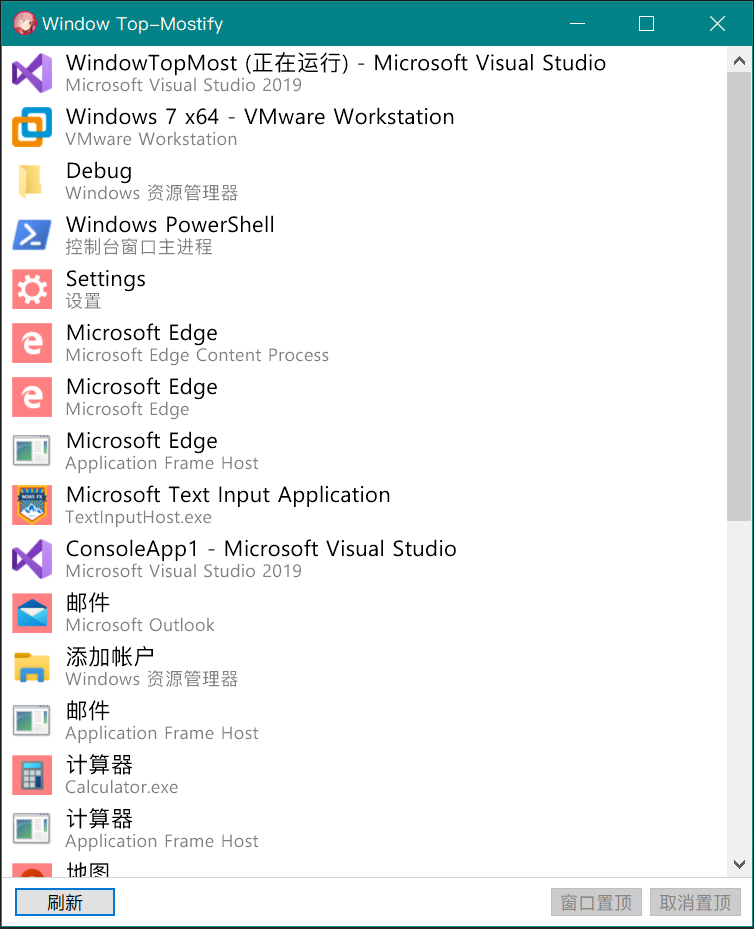 Window Top-Mostify
WindowTopMost (正在运行) - Microsoft Visual Studio
Microsoft Visual Studio 2019
Windows 7 x64 - VMware Workstation
VMware Workstation
Debug
Windows 资源管理器
Windows PowerShell
控制台窗口主进程
Settings
设置
Microsoft Edge
Microsoft Edge Content Process
Microsoft Edge
Microsoft Edge
Microsoft Edge
Application Frame Host
Microsoft Text Input Application
TextInputHost.exe
ConsoleApp1 - Microsoft Visual Studio
Microsoft Visual Studio 2019
邮件
Microsoft Outlook
添加帐户
Windows 资源管理器
邮件
Application Frame Host
计算器
Calculator.exe
计算器
Application Frame Host
地图
刷新 窗口置顶 取消置顶